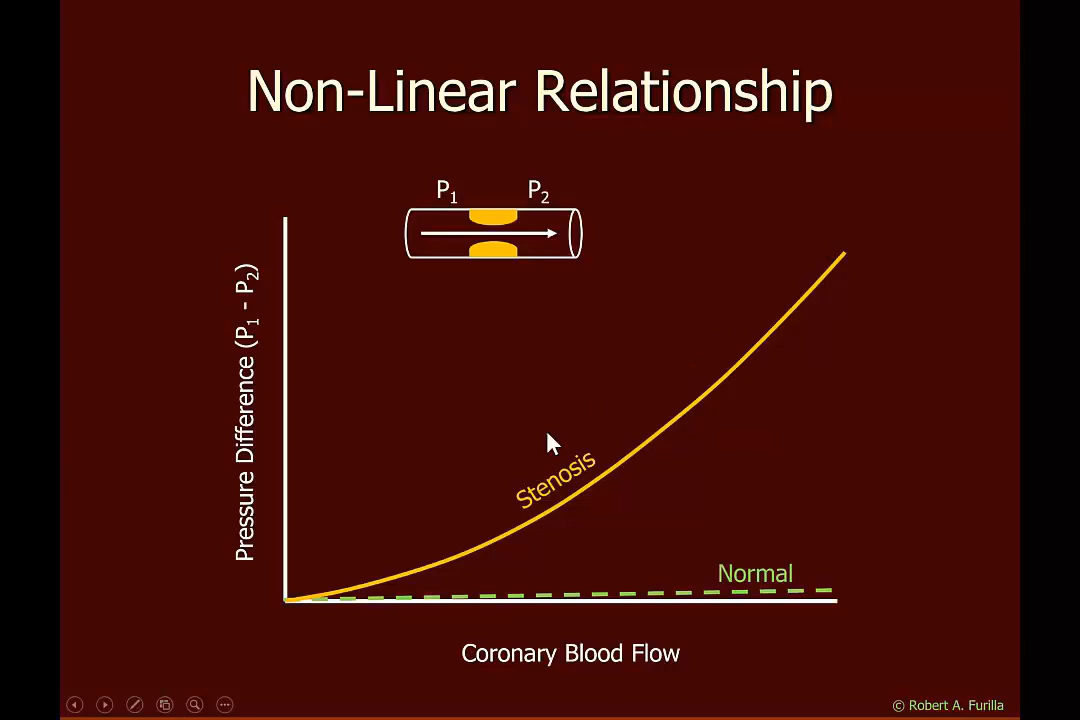 Non-Linear Relationship
P₁ P₂
Pressure Difference (P₁ - P₂)
Stenosis
Normal
Coronary Blood Flow
© Robert A. Furilla